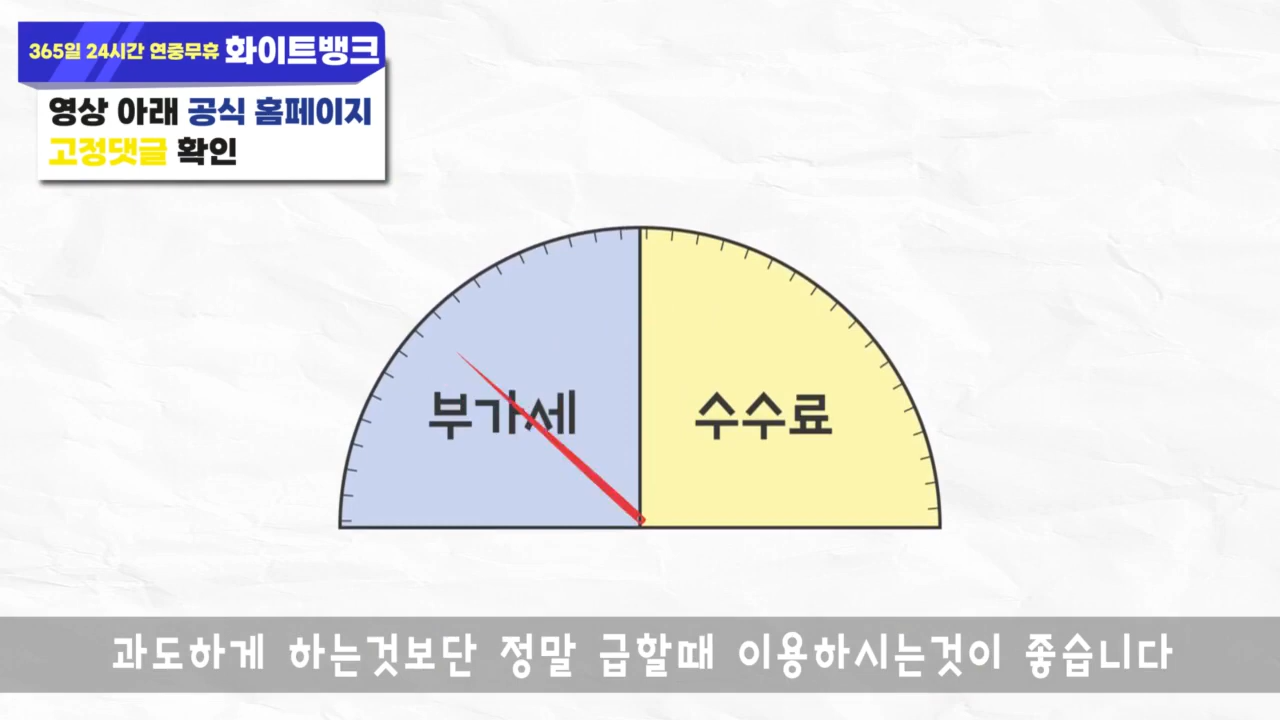 365일 24시간 연중무휴 화이트뱅크
영상 아래 공식 홈페이지
고정댓글 확인
부가세
수수료
과도하게 하는것보단 정말 급할때 이용하시는것이 좋습니다